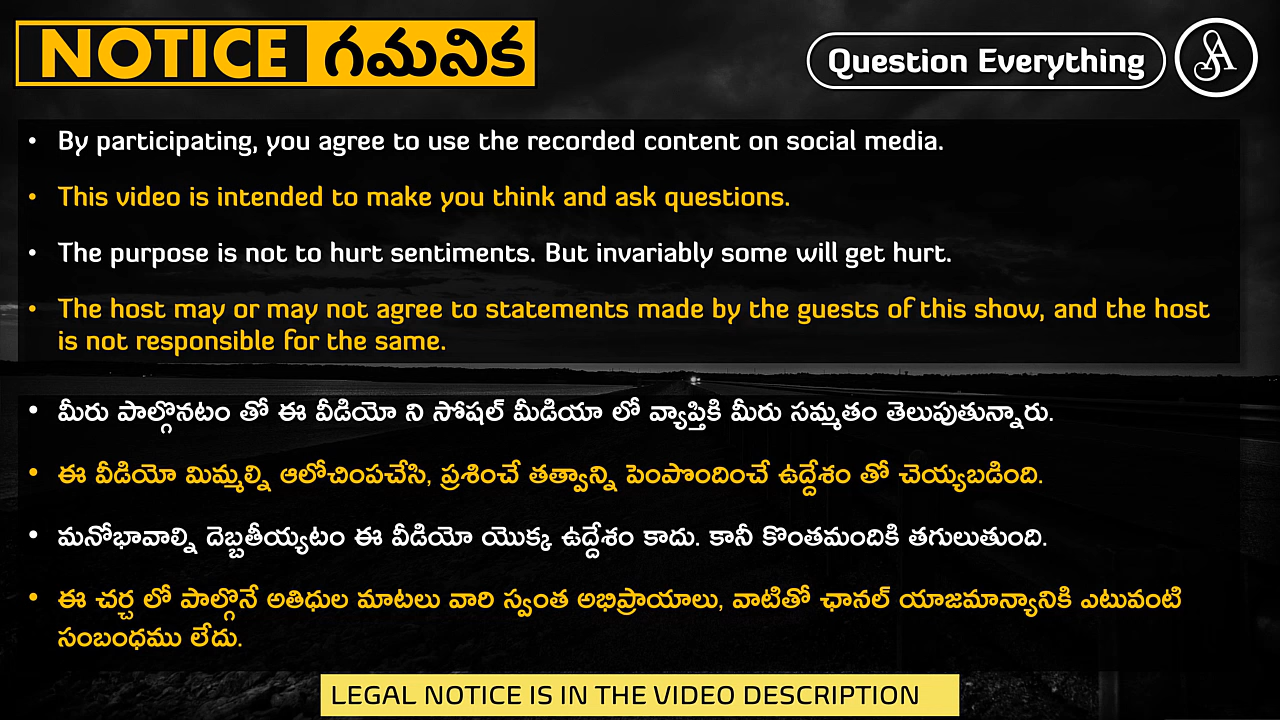 NOTICE గమనిక
Question Everything
• By participating, you agree to use the recorded content on social media.
• This video is intended to make you think and ask questions.
• The purpose is not to hurt sentiments. But invariably some will get hurt.
• The host may or may not agree to statements made by the guests of this show, and the host
is not responsible for the same.
• మీరు పాల్గొనటం తో ఈ వీడియో ని సోషల్ మీడియా లో వ్యాప్తికి మీరు సమ్మతం తెలుపుతున్నారు.
• ఈ వీడియో మిమ్మల్ని ఆలోచింపచేసి, ప్రశించే తత్వాన్ని పెంపొందించే ఉద్దేశం తో చెయ్యబడింది.
• మనోభావాల్ని దెబ్బతీయ్యటం ఈ వీడియో యొక్క ఉద్దేశం కాదు. కానీ కొంతమందికి తగులుతుంది.
• ఈ చర్చ లో పాల్గొనే అతిధుల మాటలు వారి స్వంత అభిప్రాయాలు, వాటితో ఛానల్ యాజమాన్యానికి ఎటువంటి
సంబంధము లేదు.
LEGAL NOTICE IS IN THE VIDEO DESCRIPTION